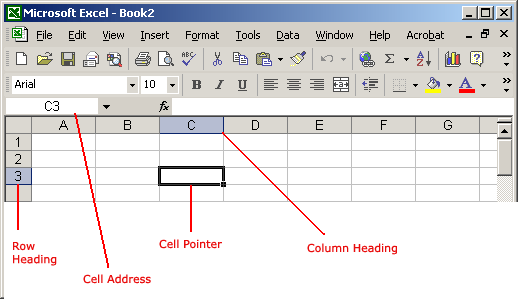 Microsoft Excel - Book2
File Edit View Insert Format Tools Data Window Help Acrobat
Arial 10 B I U A
C3 fx
A B C D E F G
1
2
3
Row Heading
Cell Pointer
Column Heading
Cell Address